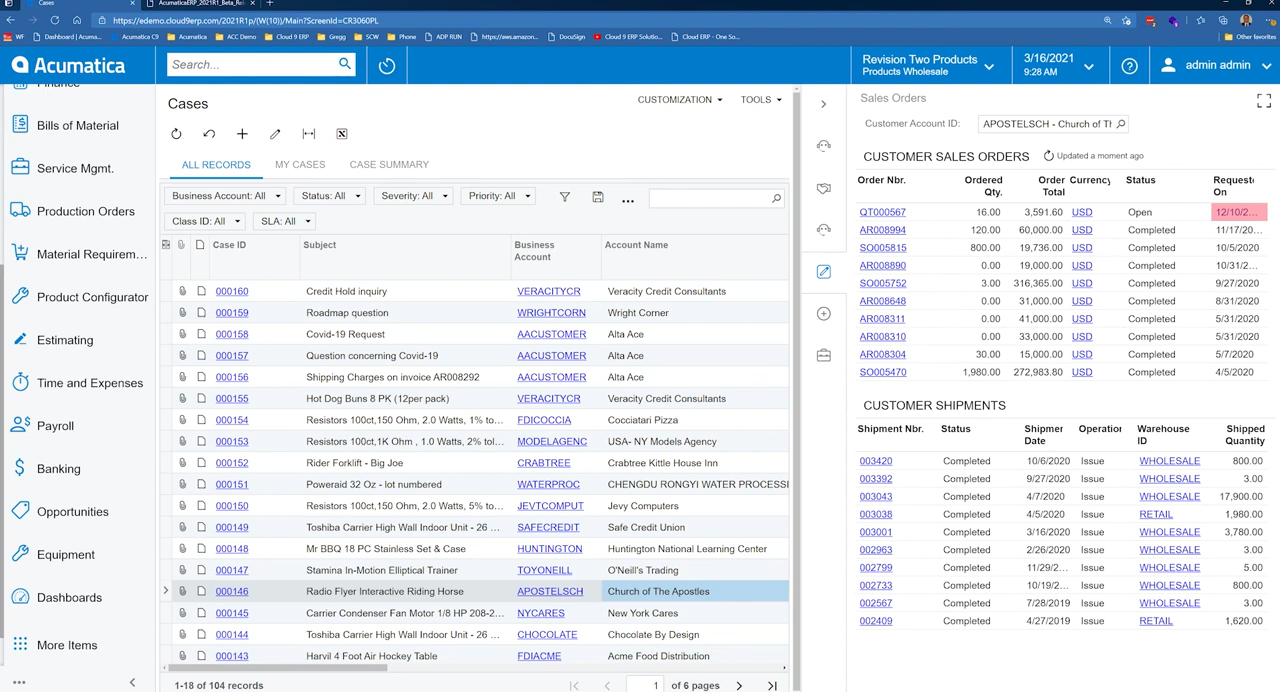 Cases
AcumaticaERP_2021R1_Beta_Rel
https://edemo.cloud9erp.com/2021R1p/(W(10))/Main?ScreenId=CR3060PL
WF
Dashboard | Acuma...
Acumatica C9
Acumatica
ACC Demo
Cloud 9 ERP
Gregg
SCW
Phone
ADP RUN
https://aws.amazon...
DocuSign
Cloud 9 ERP Solutio...
Cloud ERP - One So...
Other favorites
Acumatica
Search...
Revision Two Products
Products Wholesale
3/16/2021
9:28 AM
admin admin
Finance
Bills of Material
Service Mgmt.
Production Orders
Material Requirem...
Product Configurator
Estimating
Time and Expenses
Payroll
Banking
Opportunities
Equipment
Dashboards
More Items
Cases
CUSTOMIZATION
TOOLS
ALL RECORDS MY CASES CASE SUMMARY
Business Account: All Status: All Severity: All Priority: All
Class ID: All SLA: All
Case ID Subject Business Account Account Name
000160 Credit Hold inquiry VERACITYCR Veracity Credit Consultants
000159 Roadmap question WRIGHTCORN Wright Corner
000158 Covid-19 Request AACUSTOMER Alta Ace
000157 Question concerning Covid-19 AACUSTOMER Alta Ace
000156 Shipping Charges on invoice AR008292 AACUSTOMER Alta Ace
000155 Hot Dog Buns 8 PK (12per pack) VERACITYCR Veracity Credit Consultants
000154 Resistors 100ct,150 Ohm, 2.0 Watts, 1% to... FDICOCCIA Cocciatari Pizza
000153 Resistors 100ct,1K Ohm , 1.0 Watts, 2% tol... MODELAGENC USA- NY Models Agency
000152 Rider Forklift - Big Joe CRABTREE Crabtree Kittle House Inn
000151 Poweraid 32 Oz - lot numbered WATERPROC CHENGDU RONGYI WATER PROCESSI
000150 Resistors 100ct,150 Ohm, 2.0 Watts, 5% to... JEVTCOMPUT Jevy Computers
000149 Toshiba Carrier High Wall Indoor Unit - 26 ... SAFECREDIT Safe Credit Union
000148 Mr BBQ 18 PC Stainless Set & Case HUNTINGTON Huntington National Learning Center
000147 Stamina In-Motion Elliptical Trainer TOYONEILL O'Neill's Trading
000146 Radio Flyer Interactive Riding Horse APOSTELSCH Church of The Apostles
000145 Carrier Condenser Fan Motor 1/8 HP 208-2... NYCARES New York Cares
000144 Toshiba Carrier High Wall Indoor Unit - 26 ... CHOCOLATE Chocolate By Design
000143 Harvil 4 Foot Air Hockey Table FDIACME Acme Food Distribution
1-18 of 104 records
1 of 6 pages
Sales Orders
Customer Account ID: APOSTELSCH - Church of Th
CUSTOMER SALES ORDERS Updated a moment ago
Order Nbr. Ordered Qty. Order Total Currency Status Requeste On
QT000567 16.00 3,591.60 USD Open 12/10/2...
AR008994 120.00 60,000.00 USD Completed 11/17/20...
SO005815 800.00 19,736.00 USD Completed 10/5/2020
AR008890 0.00 19,000.00 USD Completed 10/31/2...
SO005752 3.00 316,365.00 USD Completed 9/27/2020
AR008648 0.00 31,000.00 USD Completed 8/31/2020
AR008311 0.00 41,000.00 USD Completed 5/31/2020
AR008310 0.00 33,000.00 USD Completed 5/31/2020
AR008304 30.00 15,000.00 USD Completed 5/7/2020
SO005470 1,980.00 272,983.80 USD Completed 4/5/2020
CUSTOMER SHIPMENTS
Shipment Nbr. Status Shipmer Date Operation Warehouse ID Shipped Quantity
003420 Completed 10/6/2020 Issue WHOLESALE 800.00
003392 Completed 9/27/2020 Issue WHOLESALE 3.00
003043 Completed 4/7/2020 Issue WHOLESALE 17,900.00
003038 Completed 4/5/2020 Issue RETAIL 1,980.00
003001 Completed 3/16/2020 Issue WHOLESALE 3,780.00
002963 Completed 2/26/2020 Issue WHOLESALE 3.00
002799 Completed 11/29/2... Issue WHOLESALE 5.00
002733 Completed 10/19/2... Issue WHOLESALE 800.00
002567 Completed 7/28/2019 Issue WHOLESALE 3.00
002409 Completed 4/27/2019 Issue RETAIL 1,620.00